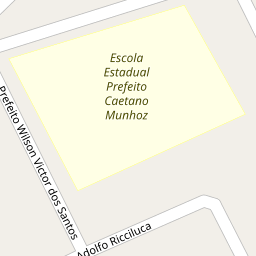 Escola
Estadual
Prefeito
Caetano
Munhoz
Prefeito Wilson Victor dos Santos
Adolfo Ricciluca